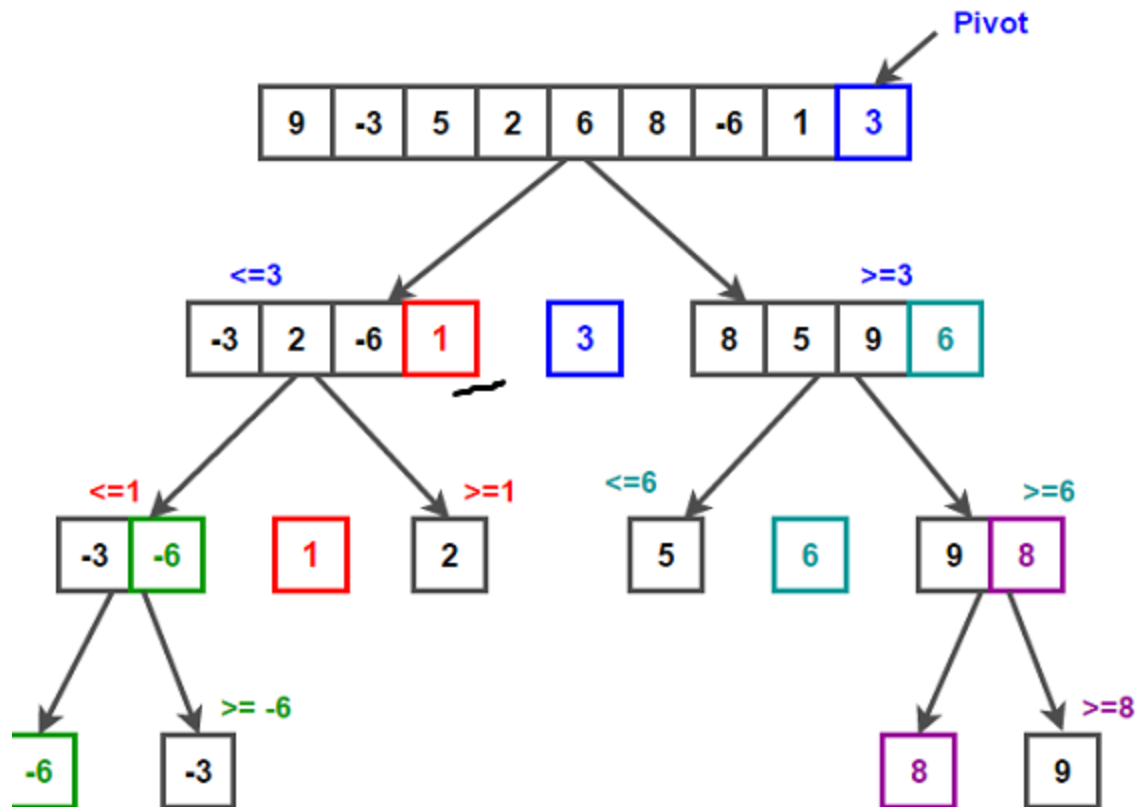 Pivot
9 -3 5 2 6 8 -6 1 3
<=3 >=3
-3 2 -6 1 3 8 5 9 6
<=1 >=1 <=6 >=6
-3 -6 1 2 5 6 9 8
>= -6 >=8
-6 -3 8 9